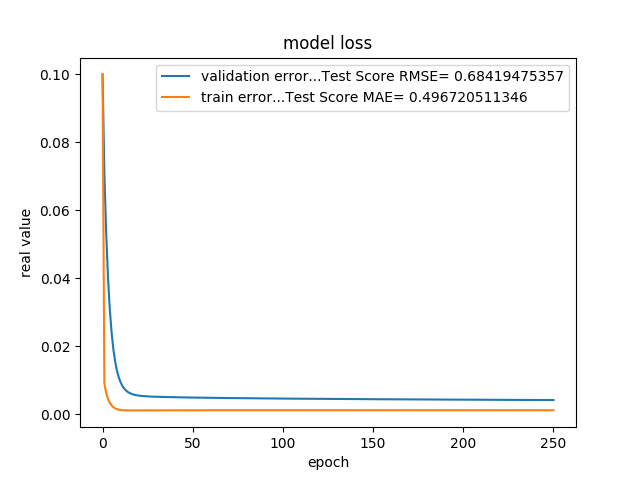 model loss
validation error...Test Score RMSE= 0.68419475357
train error...Test Score MAE= 0.496720511346
0.10
0.08
0.06
0.04
0.02
0.00
real value
0 50 100 150 200 250
epoch